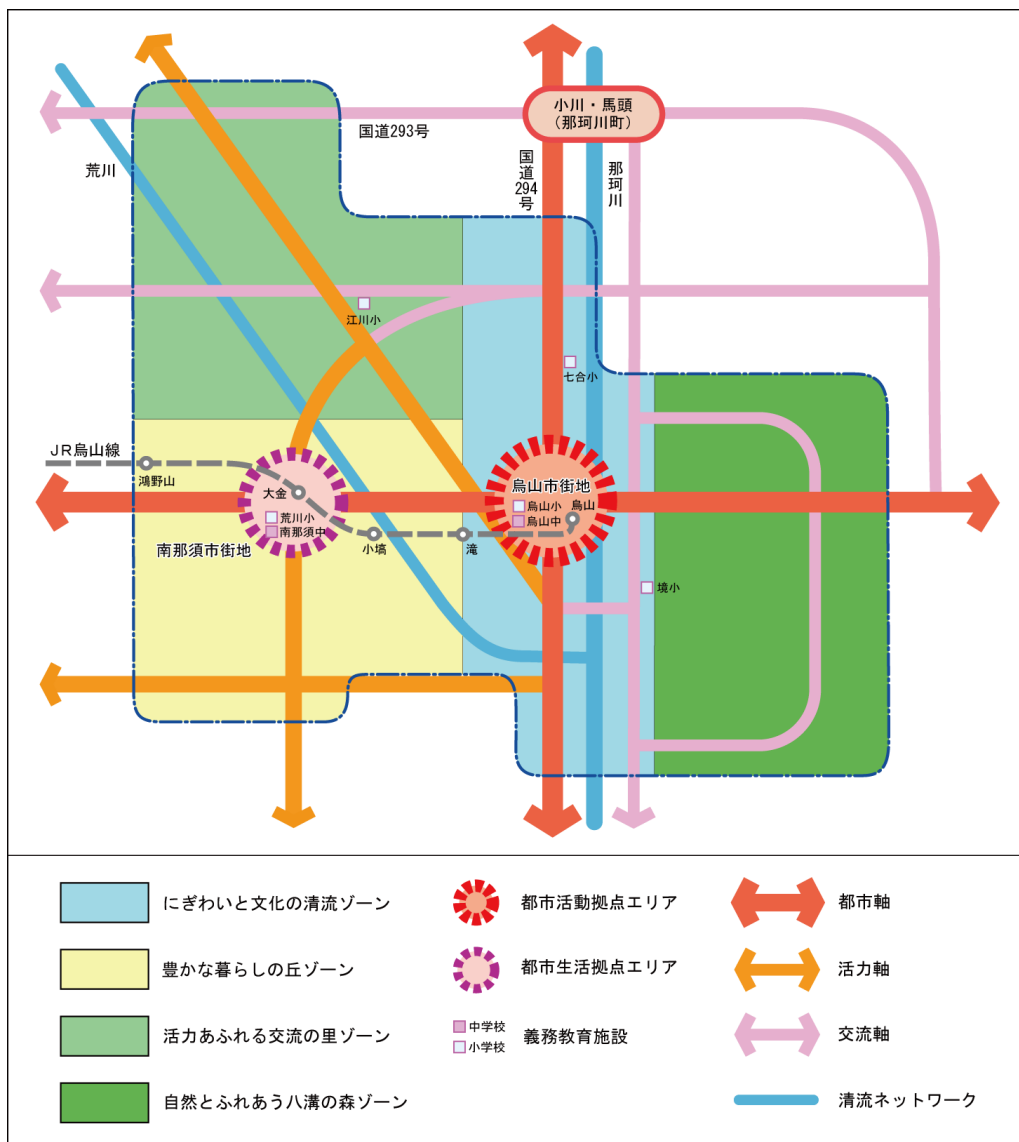 小川・馬頭
（那珂川町）
国道293号
荒川
国道294号
那珂川
江川小
七合小
JR烏山線
鴻野山
大金
荒川小
南那須中
南那須市街地
小塙
滝
烏山市街地
烏山小
烏山中
烏山
境小
にぎわいと文化の清流ゾーン
豊かな暮らしの丘ゾーン
活力あふれる交流の里ゾーン
自然とふれあう八溝の森ゾーン
都市活動拠点エリア
都市生活拠点エリア
中学校
小学校
義務教育施設
都市軸
活力軸
交流軸
清流ネットワーク